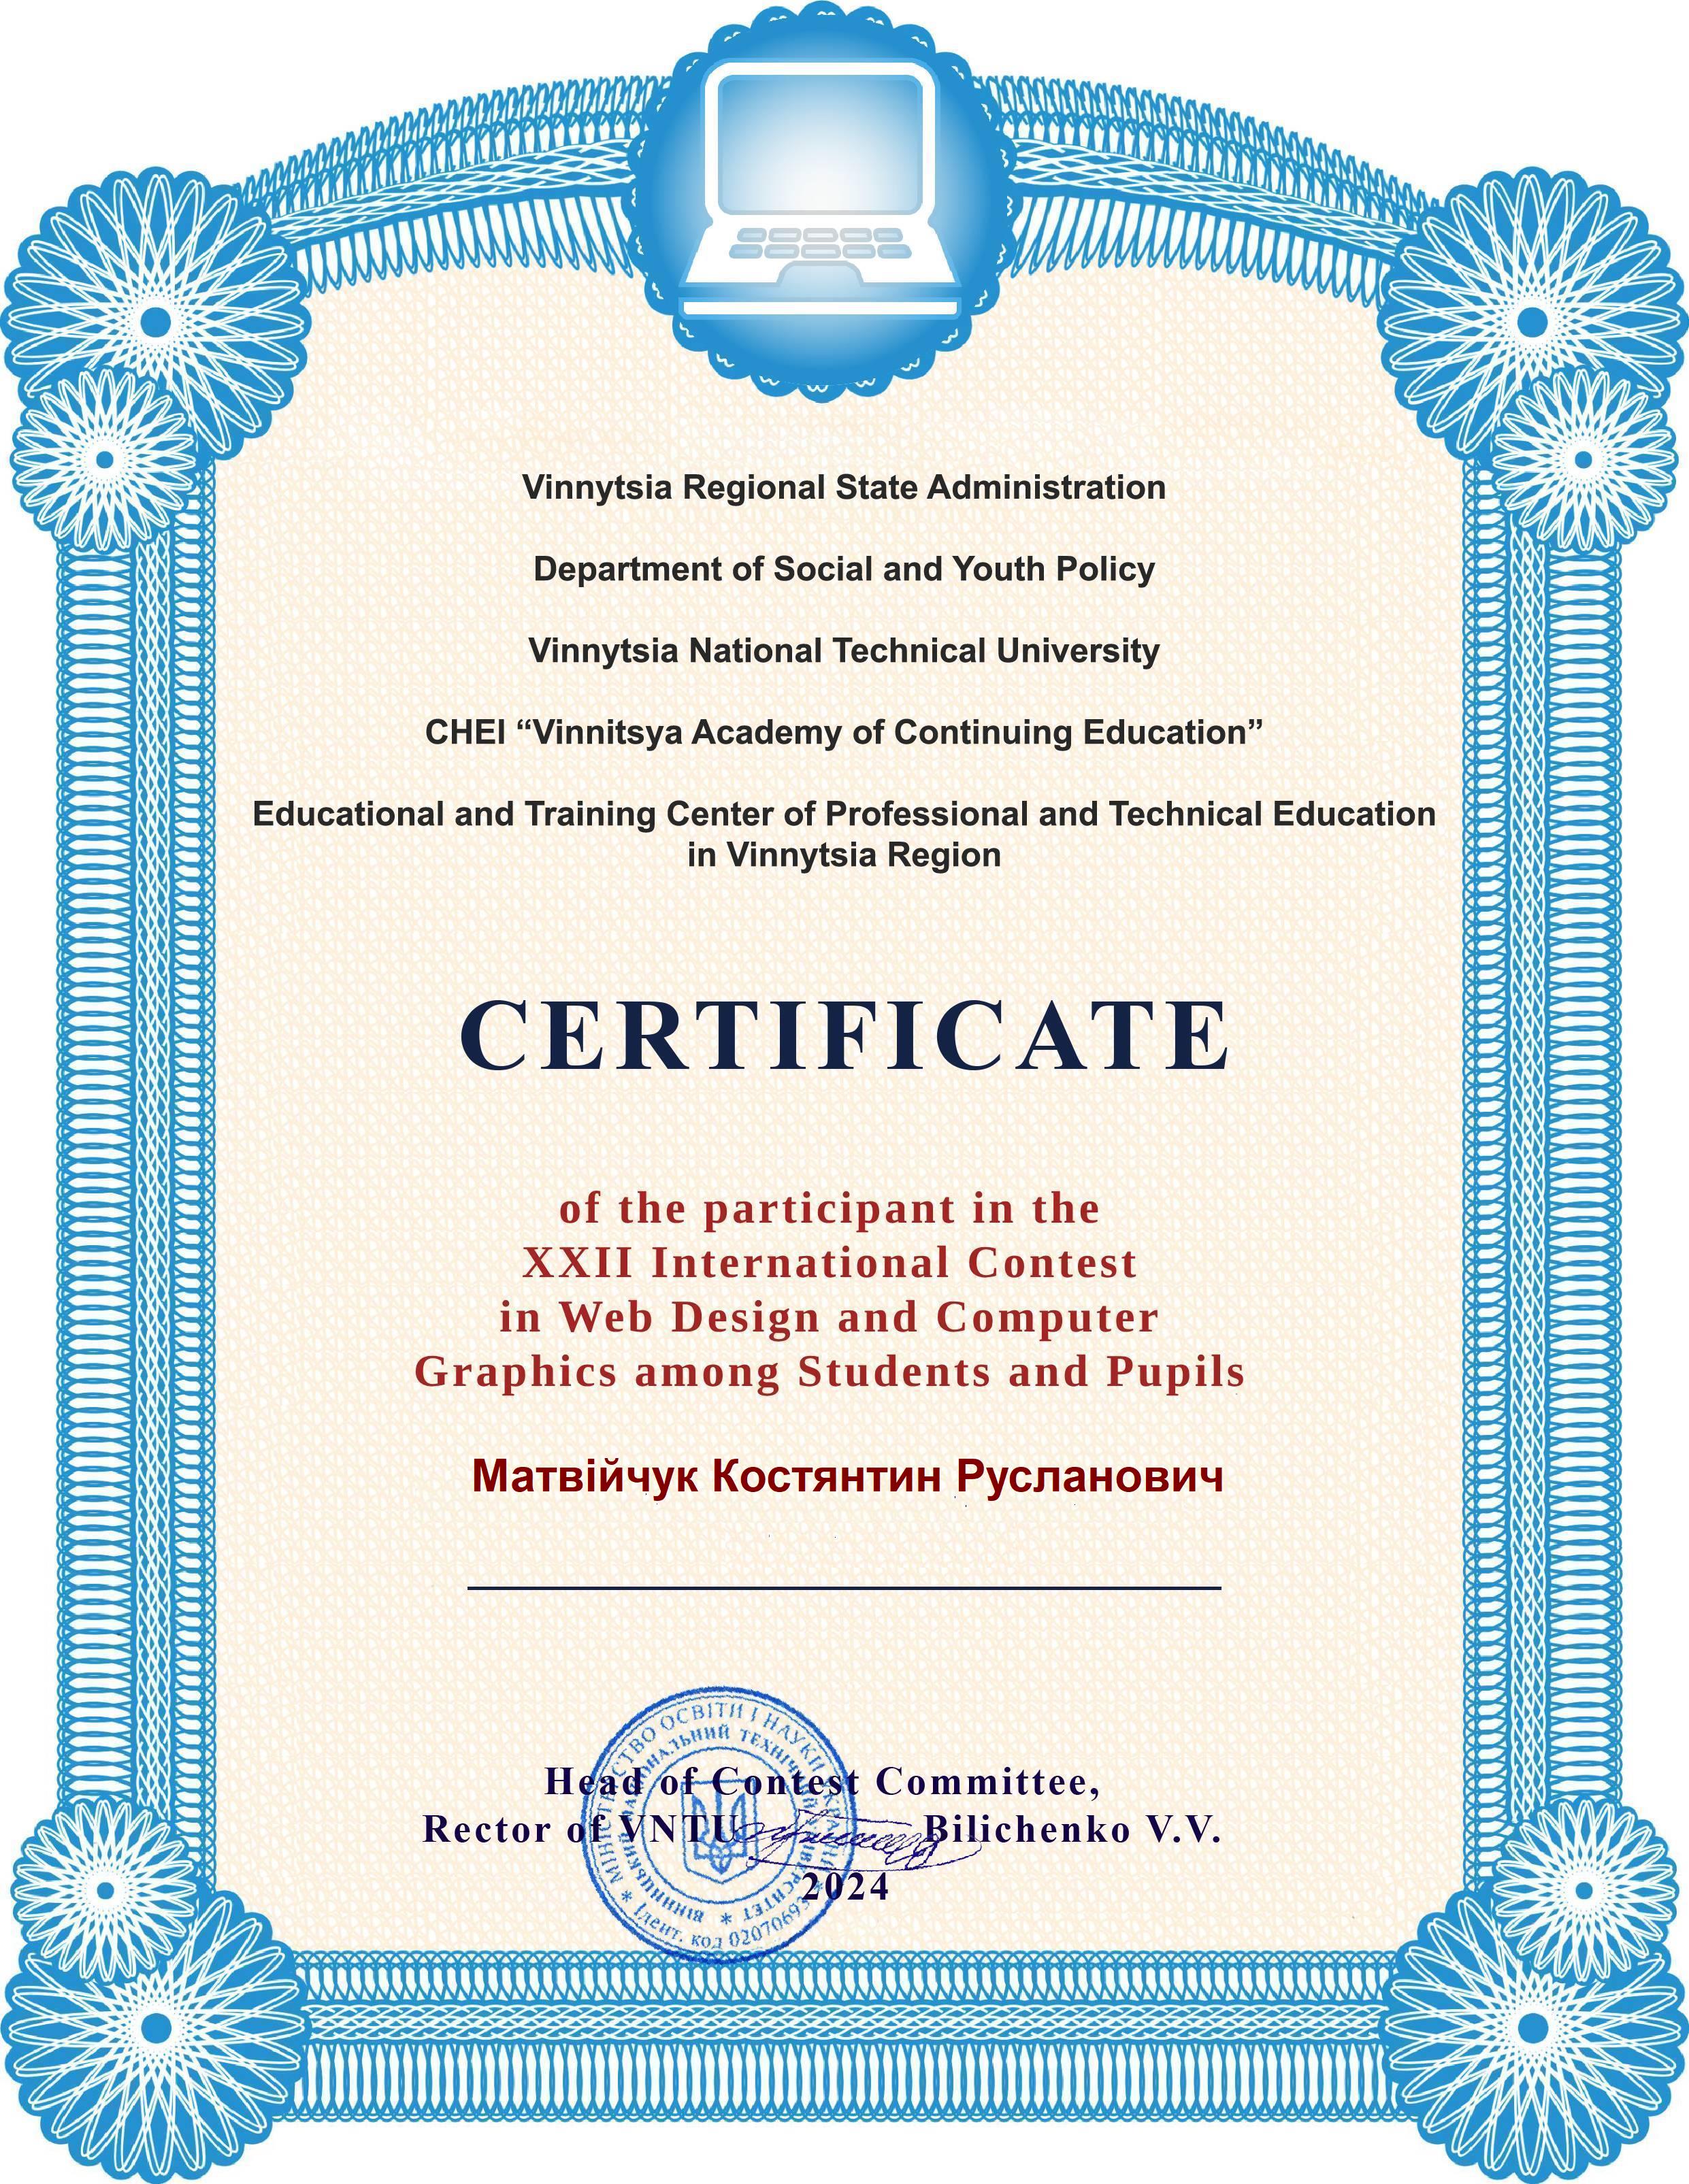 Vinnytsia Regional State Administration
Department of Social and Youth Policy
Vinnytsia National Technical University
CHEI “Vinnitsya Academy of Continuing Education”
Educational and Training Center of Professional and Technical Education
in Vinnytsia Region
CERTIFICATE
of the participant in the
XXII International Contest
in Web Design and Computer
Graphics among Students and Pupils
Матвійчук Костянтин Русланович
Head of Contest Committee,
Rector of VNTU Bilichenko V.V.
2024
* МІНІСТЕРСТВО ОСВІТИ І НАУКИ УКРАЇНИ *
Ідент. код 02070693
ВІННИЦЬКИЙ НАЦІОНАЛЬНИЙ ТЕХНІЧНИЙ УНІВЕРСИТЕТ *